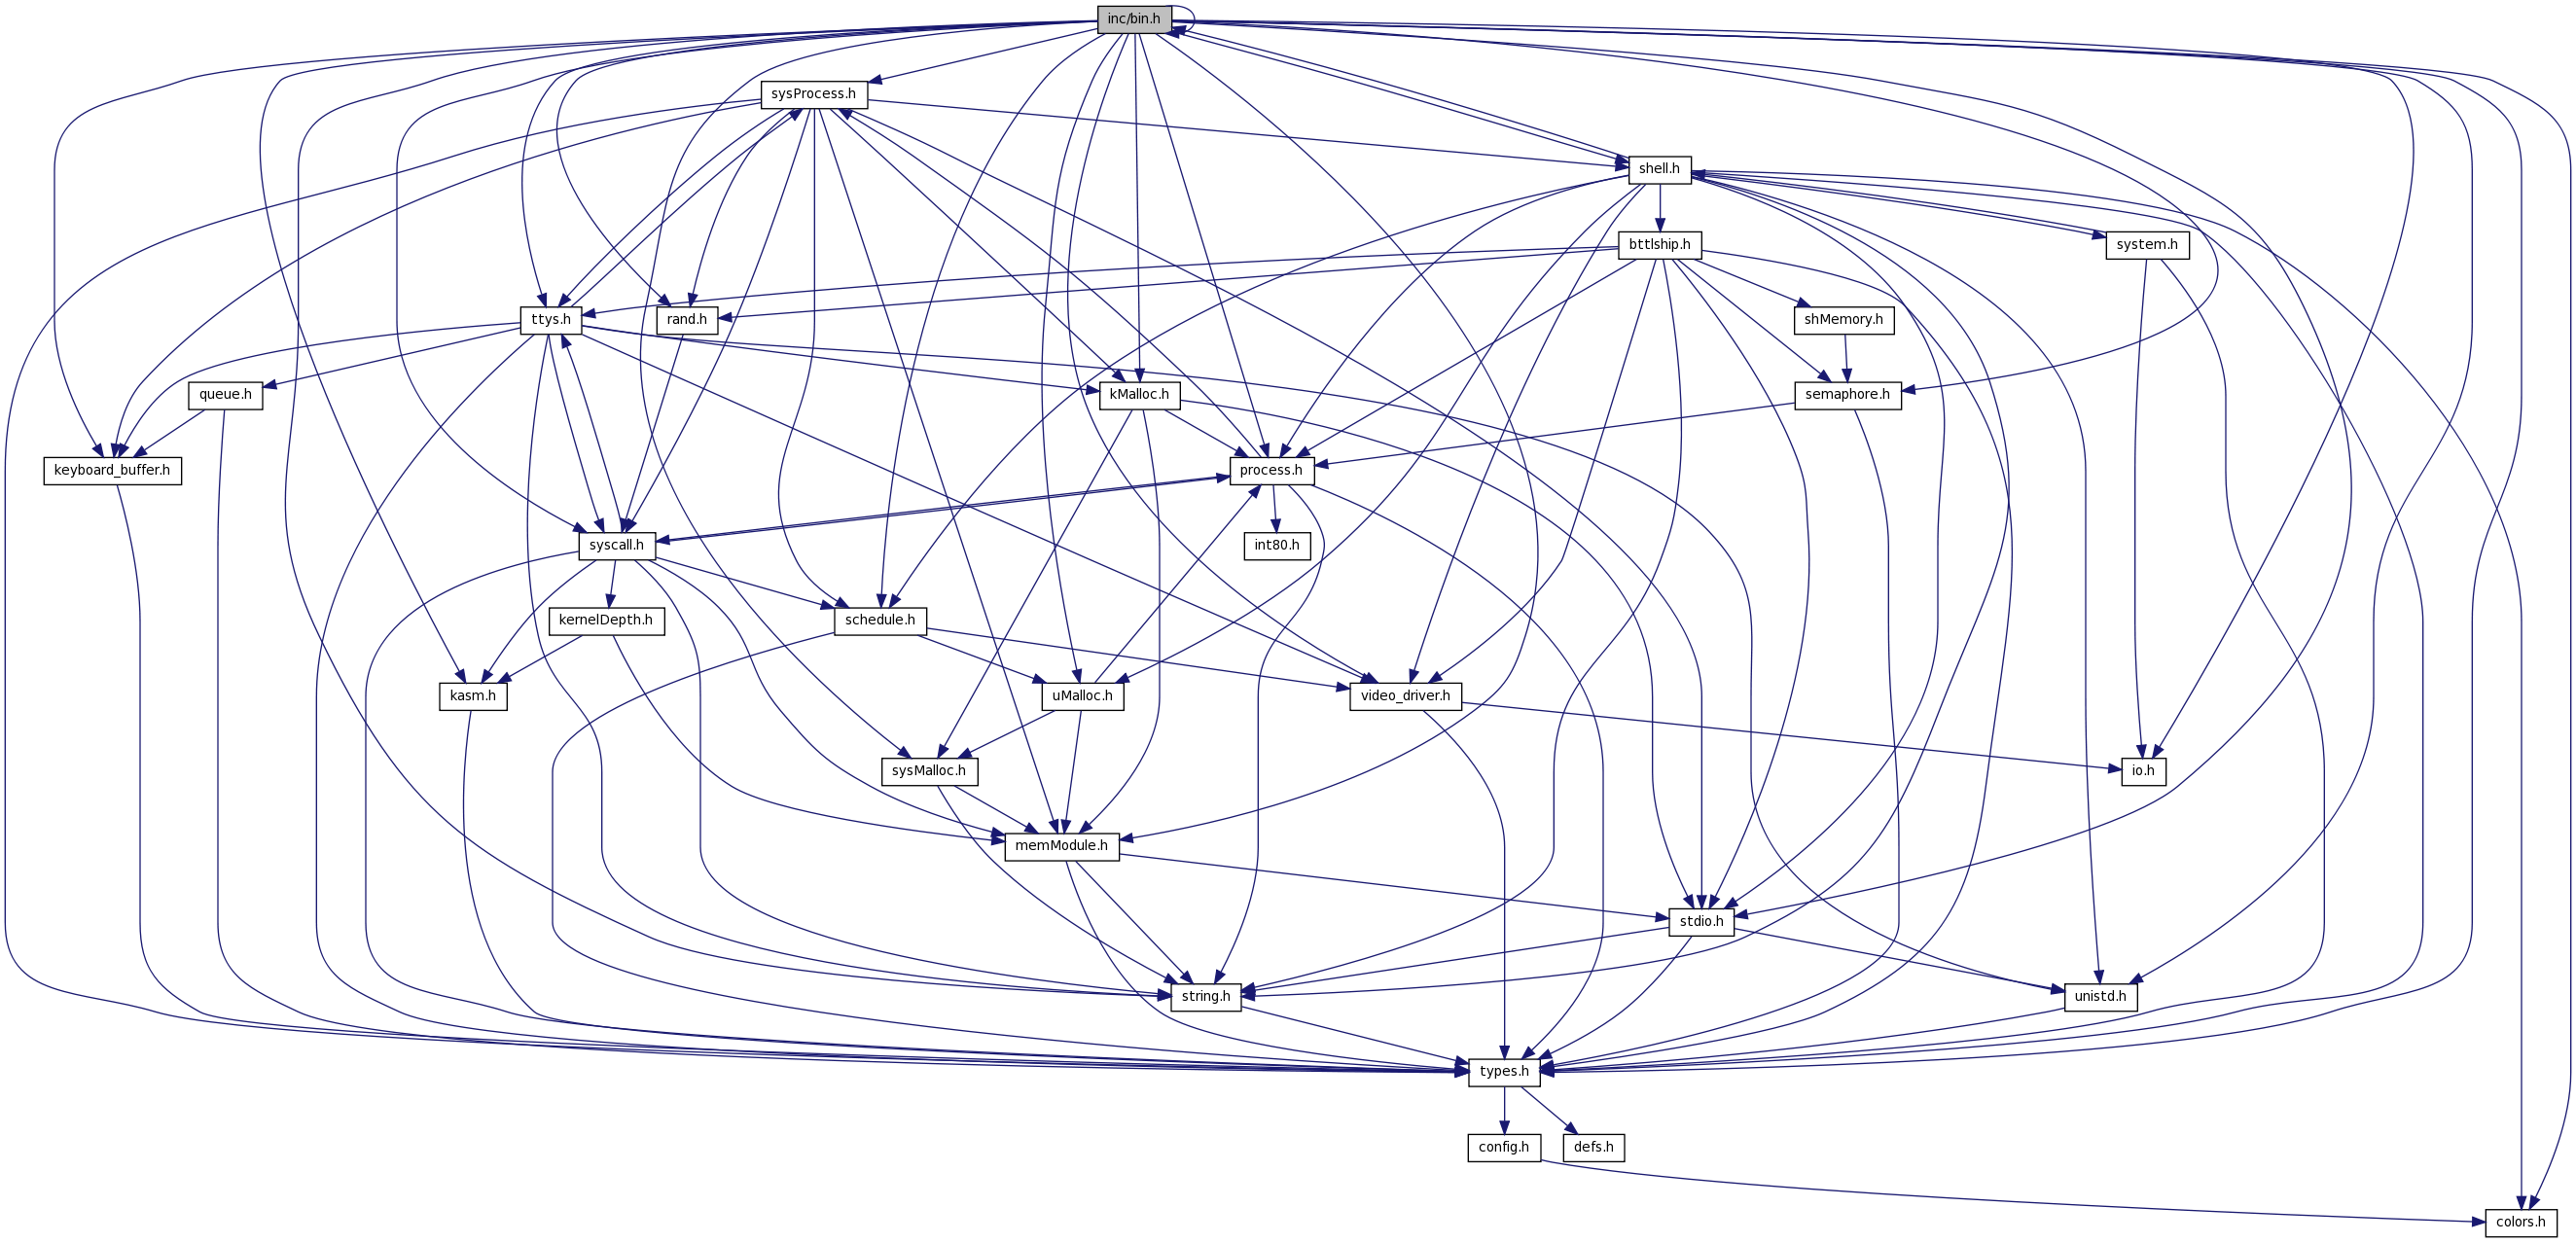 inc/bin.h
sysProcess.h
shell.h
bttlship.h
system.h
ttys.h
rand.h
shMemory.h
queue.h
kMalloc.h
semaphore.h
keyboard_buffer.h
process.h
syscall.h
int80.h
kernelDepth.h
schedule.h
kasm.h
uMalloc.h
video_driver.h
sysMalloc.h
io.h
memModule.h
stdio.h
string.h
unistd.h
types.h
config.h
defs.h
colors.h